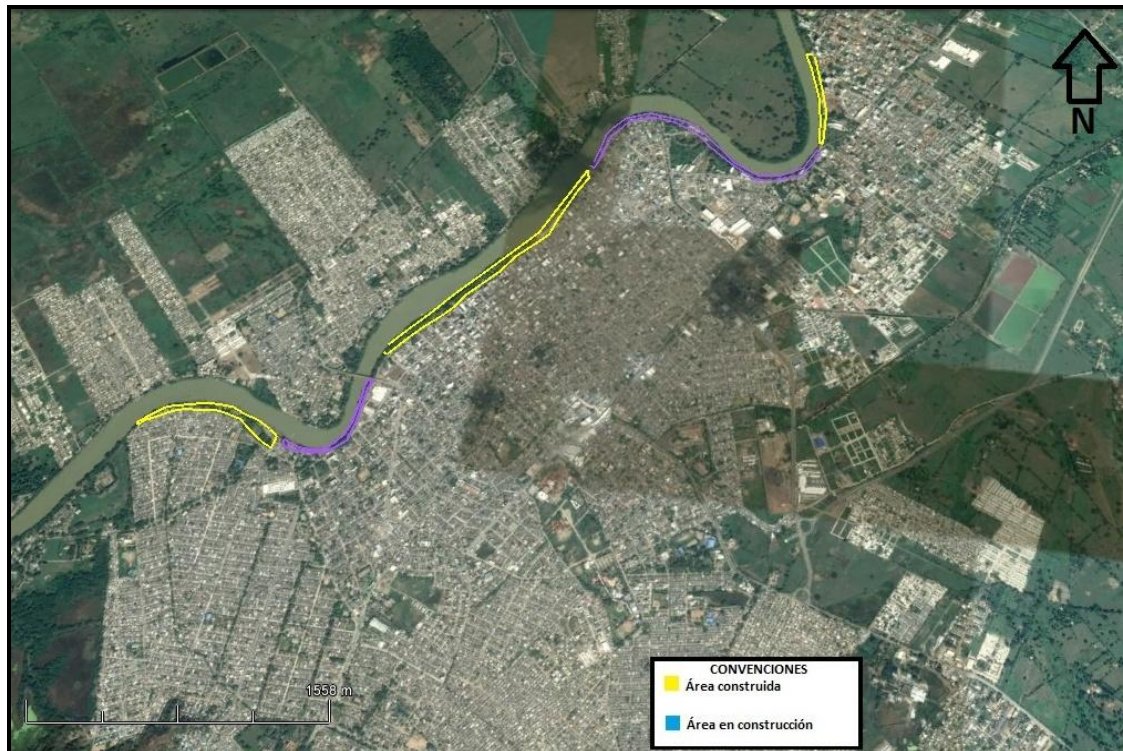 N
1558 m
CONVENCIONES
Área construida
Área en construcción